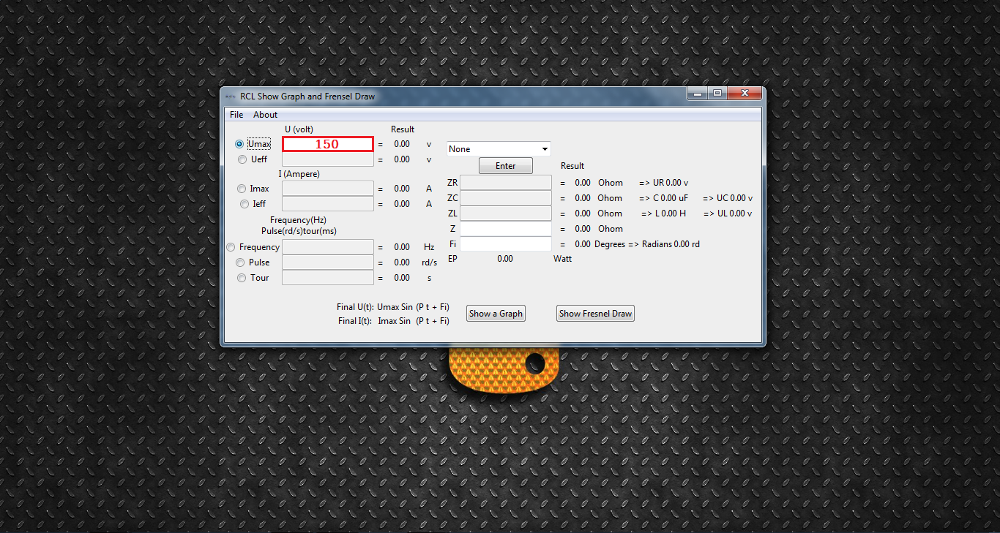 RCL Show Graph and Frensel Draw
File About
U (volt) Result
Umax 150 = 0.00 v
Ueff = 0.00 v
I (Ampere)
Imax = 0.00 A
Ieff = 0.00 A
Frequency(Hz)
Pulse(rd/s)tour(ms)
Frequency = 0.00 Hz
Pulse = 0.00 rd/s
Tour = 0.00 s
None
Enter Result
ZR = 0.00 Ohom => UR 0.00 v
ZC = 0.00 Ohom => C 0.00 uF => UC 0.00 v
ZL = 0.00 Ohom => L 0.00 H => UL 0.00 v
Z = 0.00 Ohom
Fi = 0.00 Degrees => Radians 0.00 rd
EP 0.00 Watt
Final U(t): Umax Sin (P t + Fi)
Final I(t): Imax Sin (P t + Fi)
Show a Graph Show Fresnel Draw